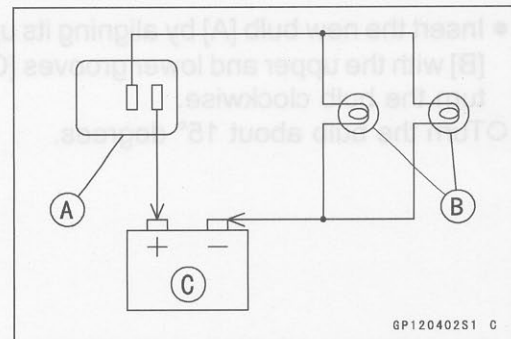 • Insert the new bulb [A] by aligning its
[B] with the upper and lower grooves
turn the bulb clockwise.
○Turn the bulb about 15° degrees.
A
B
+ −
C
GP120402S1 C